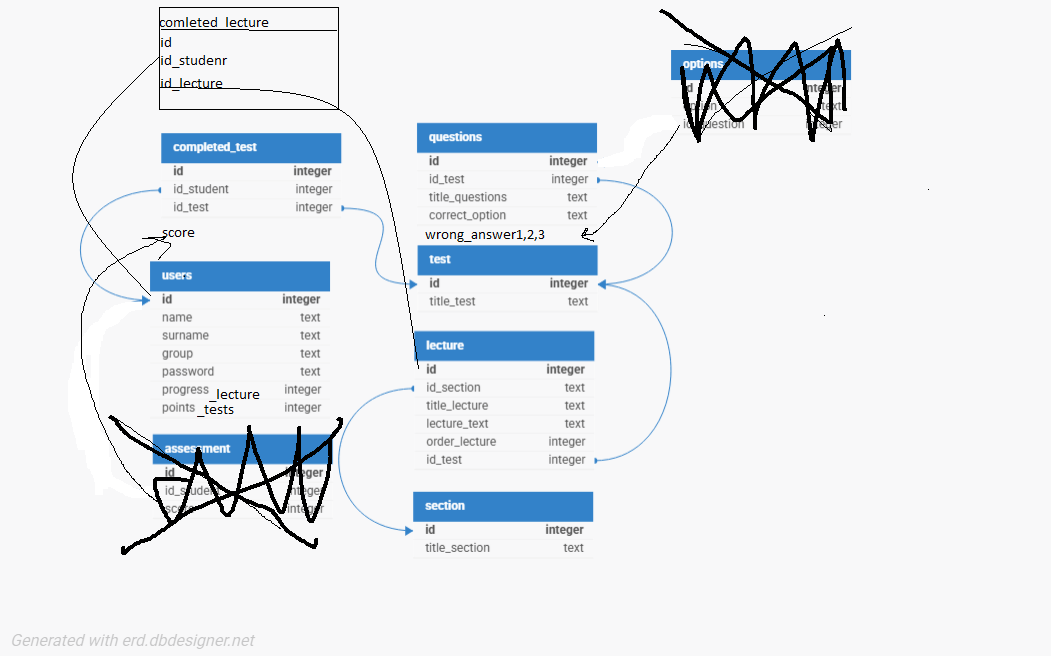 comleted_lecture
id
id_studenr
id_lecture
completed_test
id integer
id_student integer
id_test integer
score
users
id integer
name text
surname text
group text
password text
progress_lecture integer
points_tests integer
assessment
id integer
id_student integer
score integer
questions
id integer
id_test integer
title_questions text
correct_option text
wrong_answer1,2,3
test
id integer
title_test text
lecture
id integer
id_section text
title_lecture text
lecture_text text
order_lecture integer
id_test integer
section
id integer
title_section text
options
id integer
option text
id_question integer
Generated with erd.dbdesigner.net